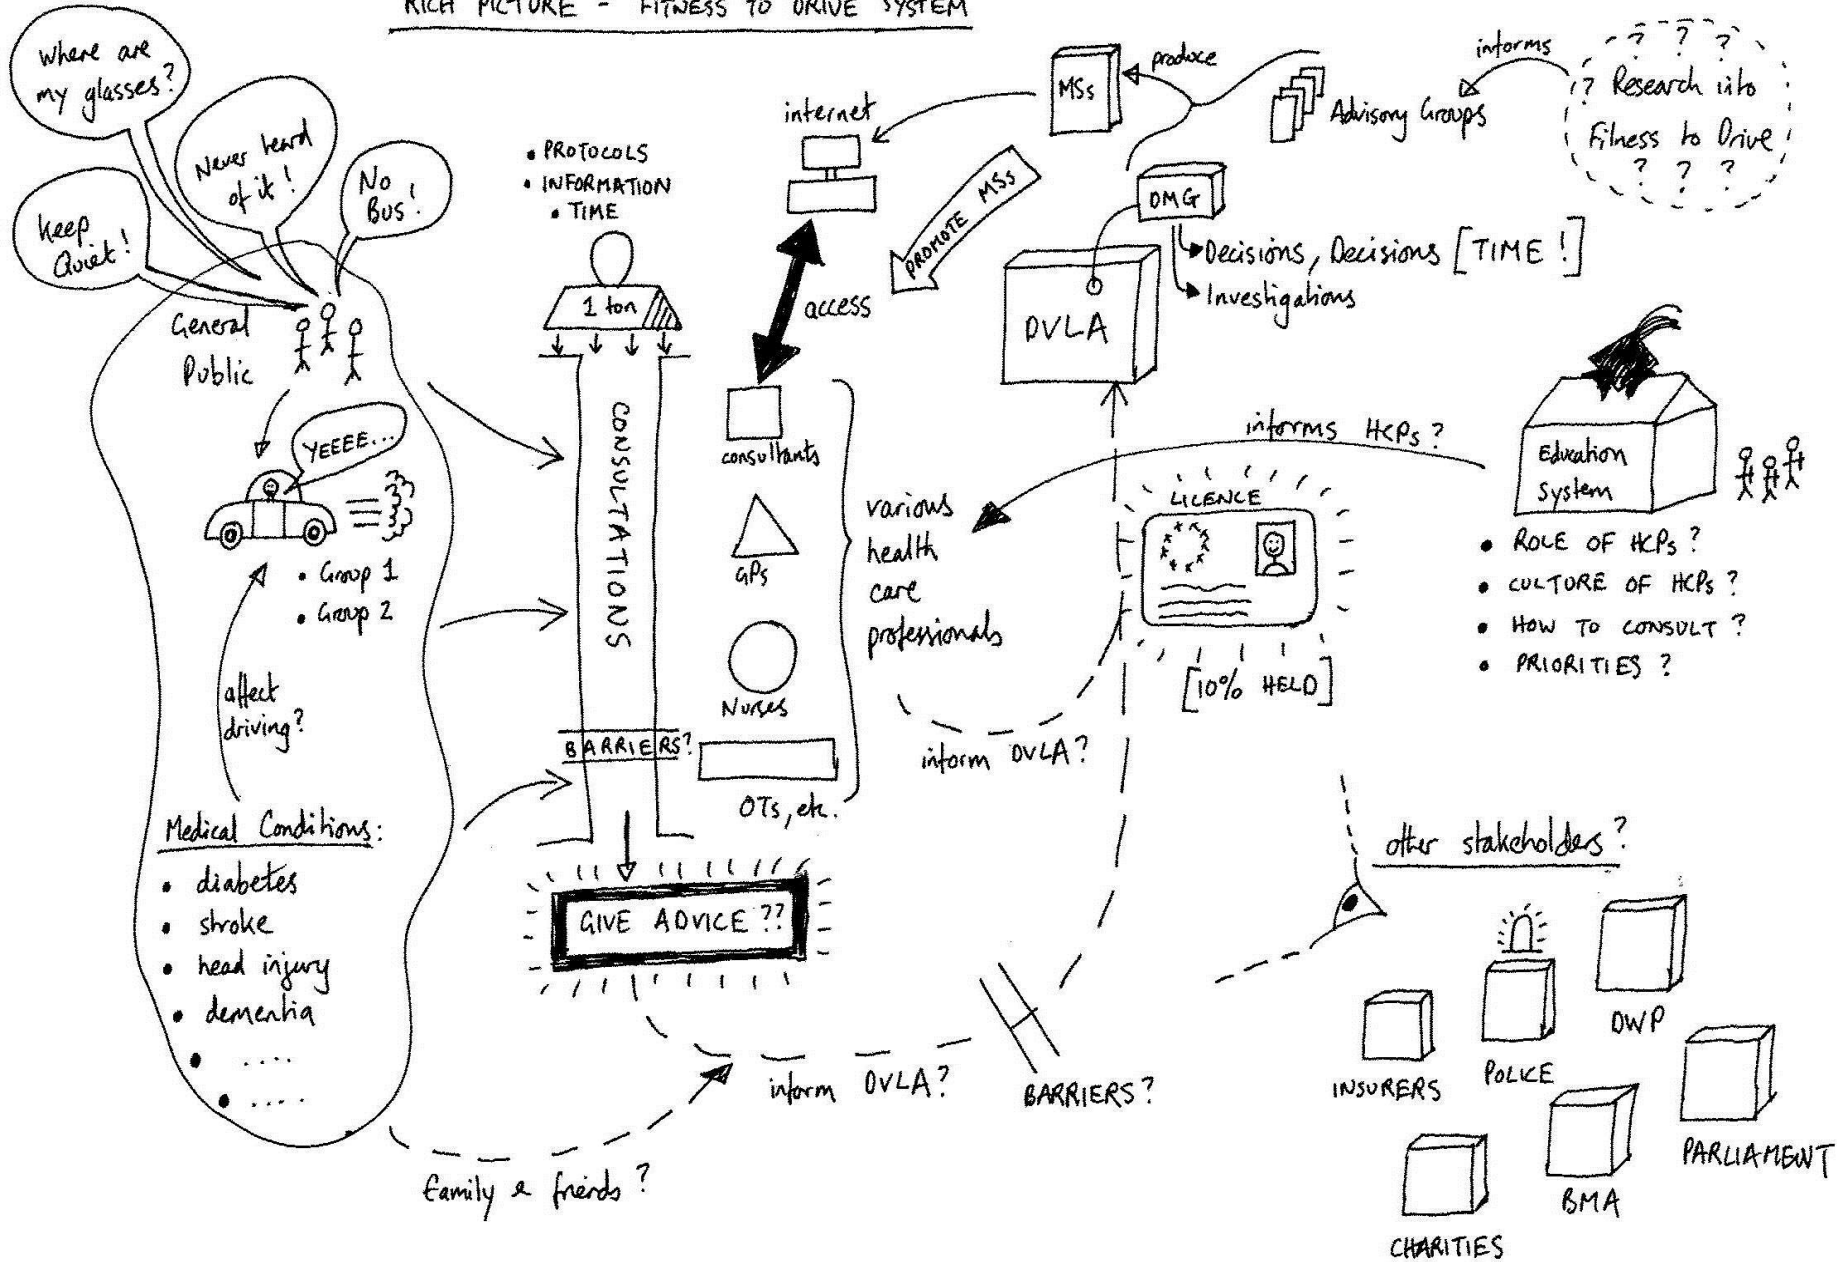 RICH PICTURE - FITNESS TO DRIVE SYSTEM
Where are
my glasses?
Never heard
of it!
No
Bus!
Keep
Quiet!
General
Public
YEEEE...
• Group 1
• Group 2
affect
driving?
Medical Conditions:
• diabetes
• stroke
• head injury
• dementia
• ....
• ....
• PROTOCOLS
• INFORMATION
• TIME
1 ton
CONSULTATIONS
BARRIERS?
GIVE ADVICE ??
family & friends?
inform DVLA?
BARRIERS?
internet
access
consultants
GPs
Nurses
OTs, etc.
various
health
care
professionals
inform DVLA?
MSs
produce
PROMOTE MSs
Advisory Groups
informs
? ? ?
? Research into
Fitness to Drive
? ? ?
DMG
Decisions, Decisions [TIME!]
Investigations
DVLA
informs HCPs?
Education
System
• ROLE OF HCPs?
• CULTURE OF HCPs?
• HOW TO CONSULT?
• PRIORITIES?
LICENCE
[10% HELD]
other stakeholders?
INSURERS
POLICE
DWP
CHARITIES
BMA
PARLIAMENT